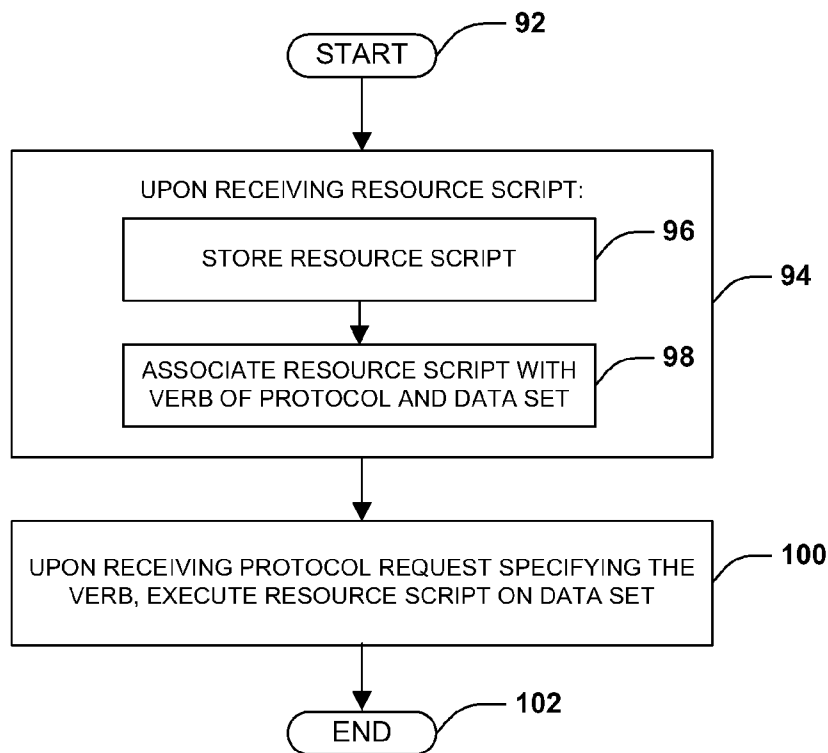 START
92
UPON RECEIVING RESOURCE SCRIPT:
STORE RESOURCE SCRIPT
96
94
ASSOCIATE RESOURCE SCRIPT WITH
VERB OF PROTOCOL AND DATA SET
98
UPON RECEIVING PROTOCOL REQUEST SPECIFYING THE
VERB, EXECUTE RESOURCE SCRIPT ON DATA SET
100
END
102